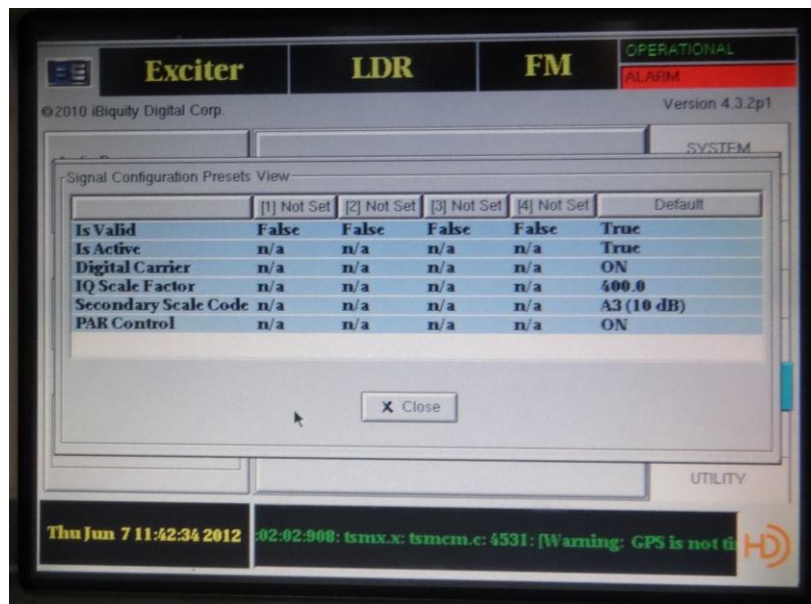 BE Exciter LDR FM OPERATIONAL
ALARM
©2010 iBiquity Digital Corp. Version 4.3.2p1
SYSTEM
Signal Configuration Presets View
[1] Not Set [2] Not Set [3] Not Set [4] Not Set Default
Is Valid False False False False True
Is Active n/a n/a n/a n/a True
Digital Carrier n/a n/a n/a n/a ON
IQ Scale Factor n/a n/a n/a n/a 400.0
Secondary Scale Code n/a n/a n/a n/a A3 (10 dB)
PAR Control n/a n/a n/a n/a ON
X Close
UTILITY
Thu Jun 7 11:42:34 2012 :02:02:908: tsmx.x: tsmcm.c: 4531: [Warning: GPS is not ti HD